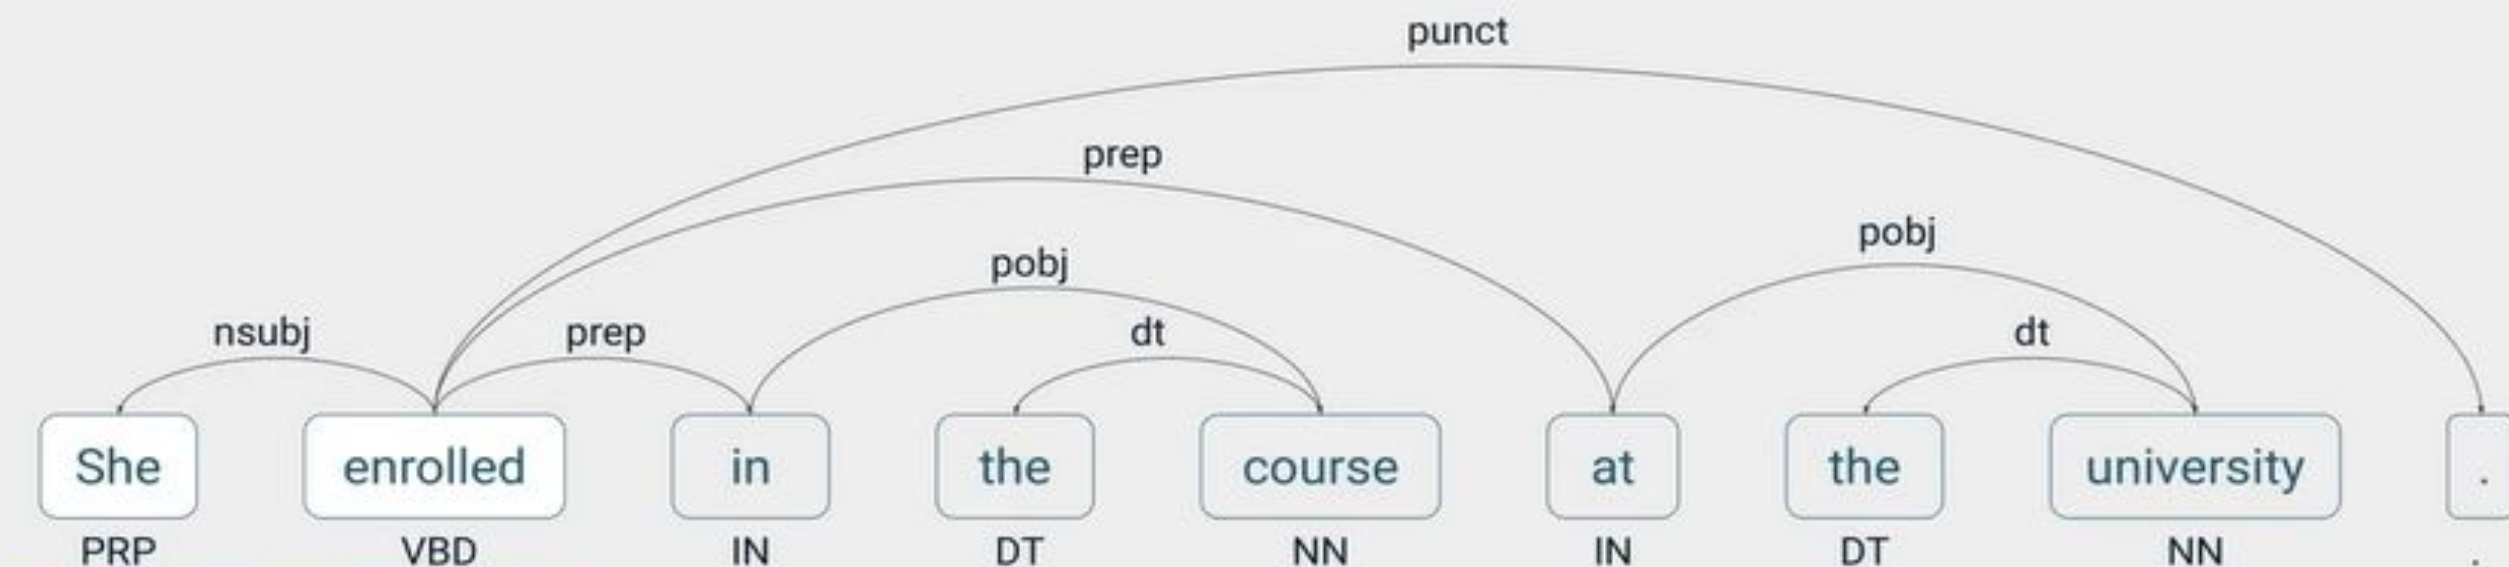 punct
prep
pobj
pobj
nsubj prep dt dt
She enrolled in the course at the university .
PRP VBD IN DT NN IN DT NN .